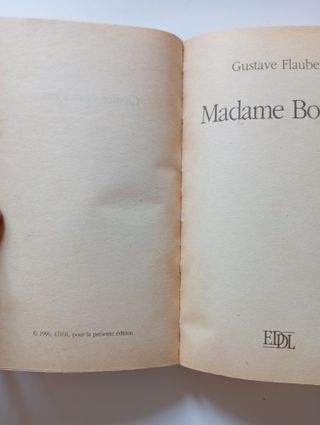 © 1996, EDDL, pour la présente édition.
Gustave Flaube
Madame Bo
EDDL